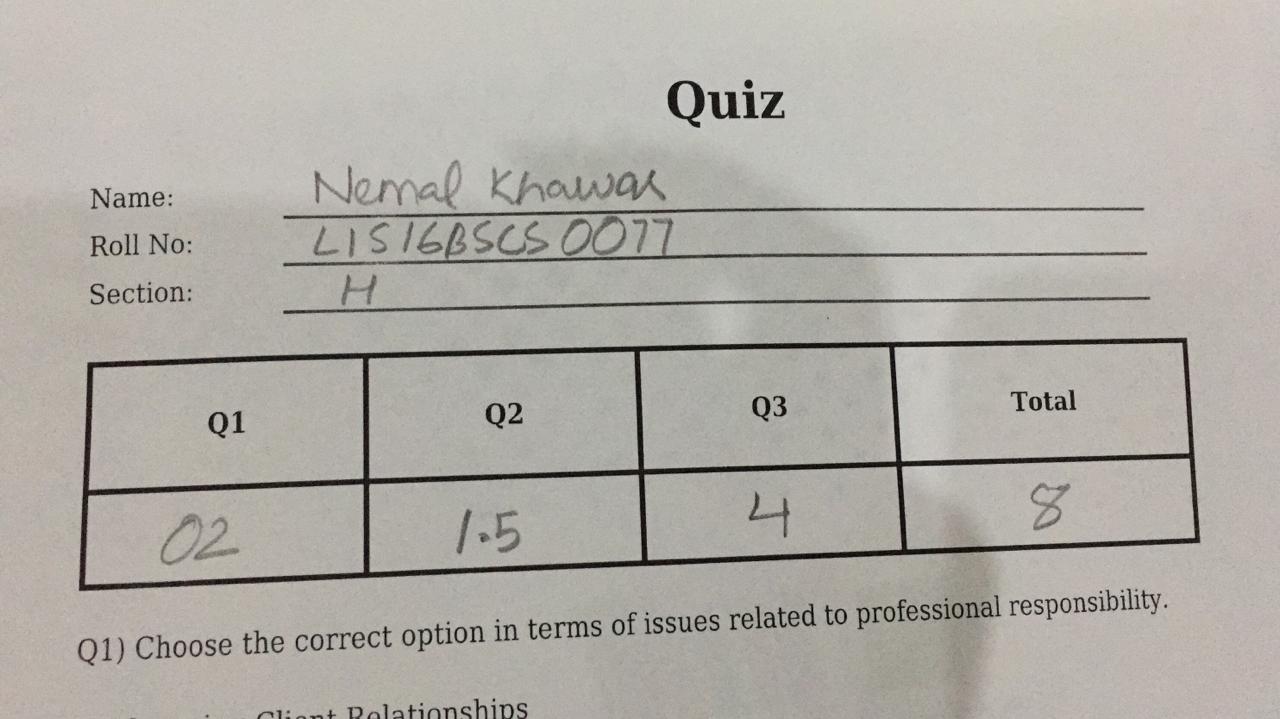 Quiz
Name: Nemal Khawar
Roll No: L1S16BSCS0077
Section: H
Q1 Q2 Q3 Total
02 1.5 4 8
Q1) Choose the correct option in terms of issues related to professional responsibility.
Client Relationships